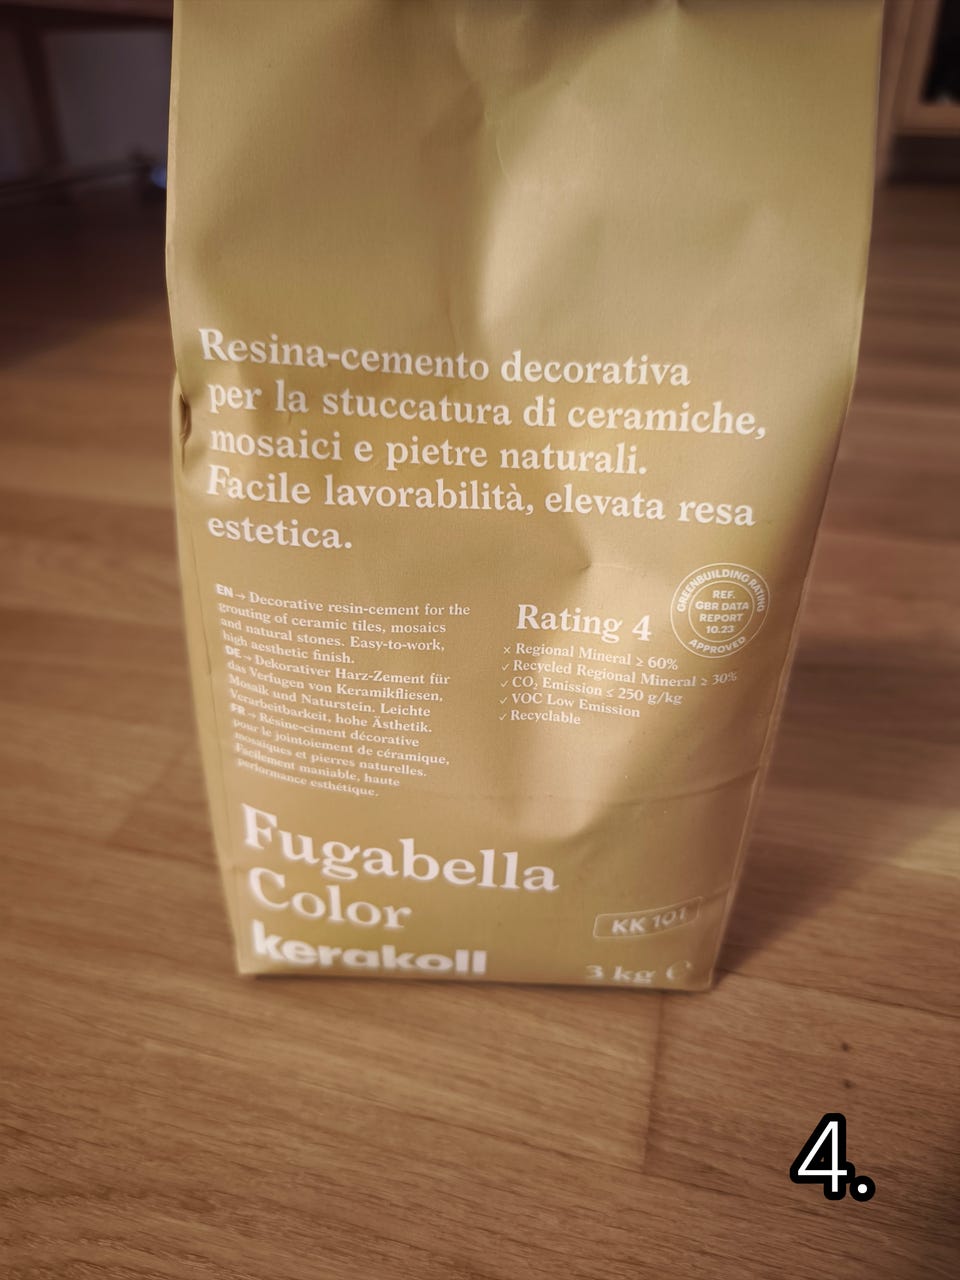 Resina-cemento decorativa
per la stuccatura di ceramiche,
mosaici e pietre naturali.
Facile lavorabilità, elevata resa
estetica.
EN→ Decorative resin-cement for the
grouting of ceramic tiles, mosaics
and natural stones. Easy-to-work,
high aesthetic finish.
DE→ Dekorativer Harz-Zement für
das Verfugen von Keramikfliesen,
Mosaik und Naturstein. Leichte
Verarbeitbarkeit, hohe Ästhetik.
FR→ Résine-ciment décorative
pour le jointoiement de céramique,
mosaïques et pierres naturelles.
Facilement maniable, haute
performance esthétique.
Rating 4
× Regional Mineral ≥ 60%
✓ Recycled Regional Mineral ≥ 30%
✓ CO₂ Emission ≤ 250 g/kg
✓ VOC Low Emission
✓ Recyclable
GREENBUILDING RATING
REF.
GBR DATA
REPORT
10.23
APPROVED
Fugabella
Color
kerakoll
KK 101
3 kg ℮
4.